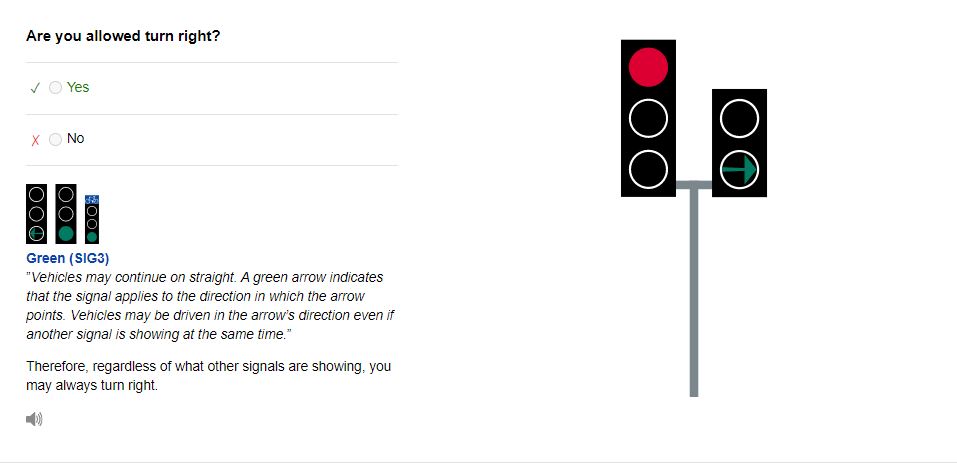 Are you allowed turn right?
Yes
No
Green (SIG3)
"Vehicles may continue on straight. A green arrow indicates
that the signal applies to the direction in which the arrow
points. Vehicles may be driven in the arrow's direction even if
another signal is showing at the same time."
Therefore, regardless of what other signals are showing, you
may always turn right.